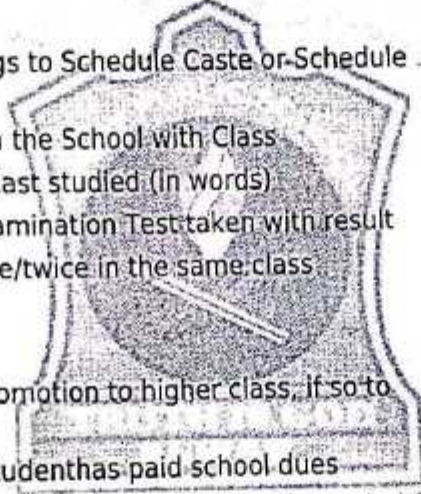 gs to Schedule Caste or Schedule
the School with Class
ast studied (in words)
amination Test taken with result
e/twice in the same class
omotion to higher class, if so to
udenthas paid school dues